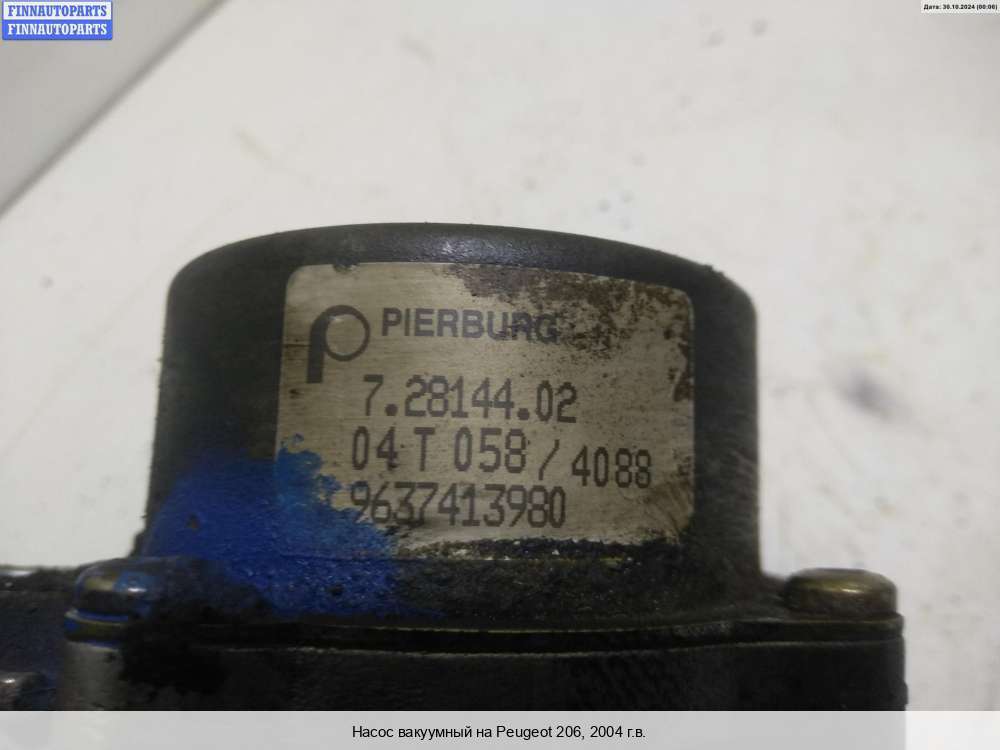 FINNAUTOPARTS
FINNAUTOPARTS
Дата: 30.10.2024 (00:06)
PIERBURG
7.28144.02
04 T 058 / 4088
9637413980
Насос вакуумный на Peugeot 206, 2004 г.в.